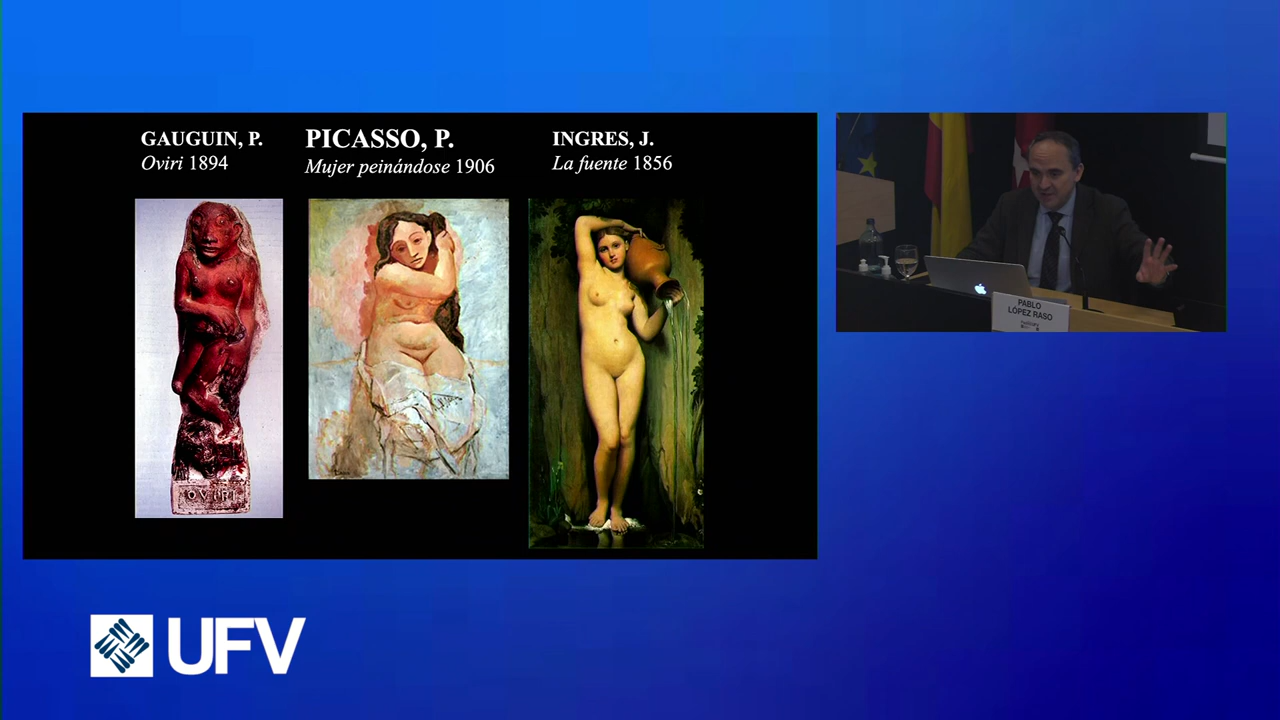 GAUGUIN, P.
Oviri 1894
PICASSO, P.
Mujer peinándose 1906
INGRES, J.
La fuente 1856
OVIRI
PABLO
LÓPEZ RASO
UFV